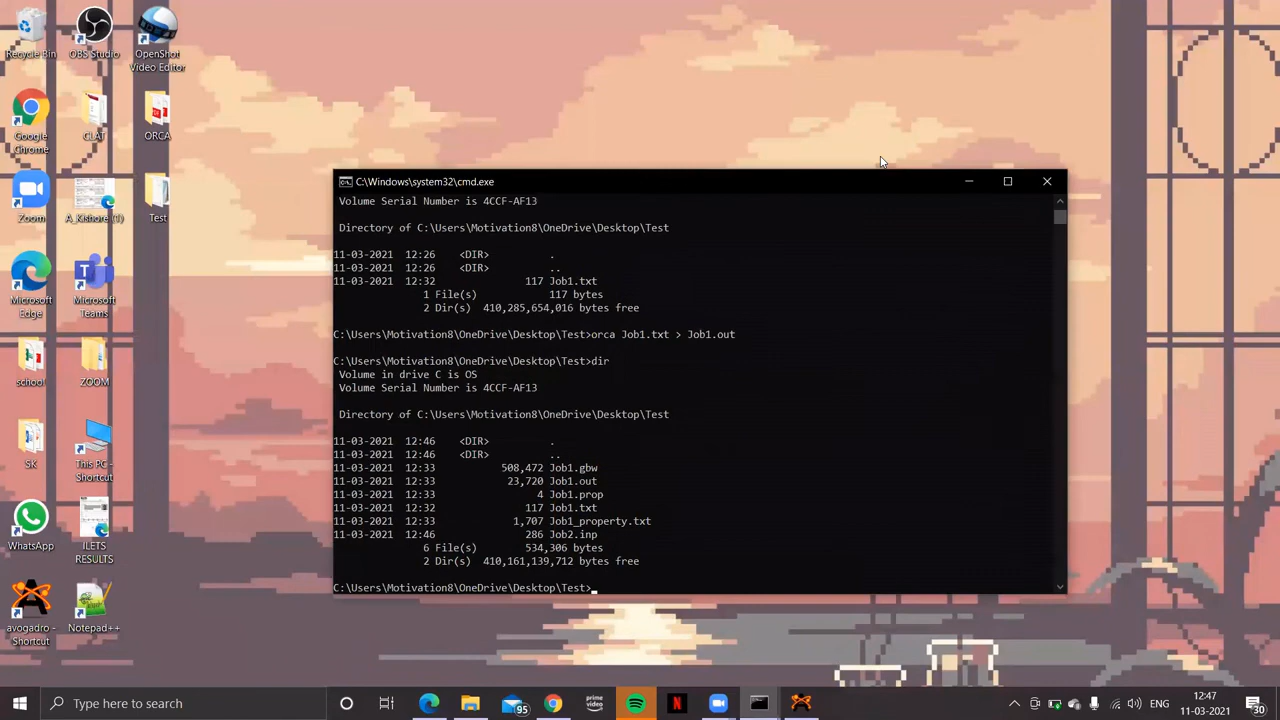 Recycle Bin
OBS Studio
OpenShot
Video Editor
Google
Chrome
CLAT
ORCA
Zoom
A_Kishore (1)
Test
Microsoft
Edge
Microsoft
Teams
school
ZOOM
SK
This PC -
Shortcut
WhatsApp
ILETS
RESULTS
avogadro -
Shortcut
Notepad++
C:\Windows\system32\cmd.exe
Volume Serial Number is 4CCF-AF13
Directory of C:\Users\Motivation8\OneDrive\Desktop\Test
11-03-2021 12:26 <DIR> .
11-03-2021 12:26 <DIR> ..
11-03-2021 12:32 117 Job1.txt
1 File(s) 117 bytes
2 Dir(s) 410,285,654,016 bytes free
C:\Users\Motivation8\OneDrive\Desktop\Test>orca Job1.txt > Job1.out
C:\Users\Motivation8\OneDrive\Desktop\Test>dir
Volume in drive C is OS
Volume Serial Number is 4CCF-AF13
Directory of C:\Users\Motivation8\OneDrive\Desktop\Test
11-03-2021 12:46 <DIR> .
11-03-2021 12:46 <DIR> ..
11-03-2021 12:33 508,472 Job1.gbw
11-03-2021 12:33 23,720 Job1.out
11-03-2021 12:33 4 Job1.prop
11-03-2021 12:32 117 Job1.txt
11-03-2021 12:33 1,707 Job1_property.txt
11-03-2021 12:46 286 Job2.inp
6 File(s) 534,306 bytes
2 Dir(s) 410,161,139,712 bytes free
C:\Users\Motivation8\OneDrive\Desktop\Test>
Type here to search
95
prime
video
ENG
12:47
11-03-2021
30